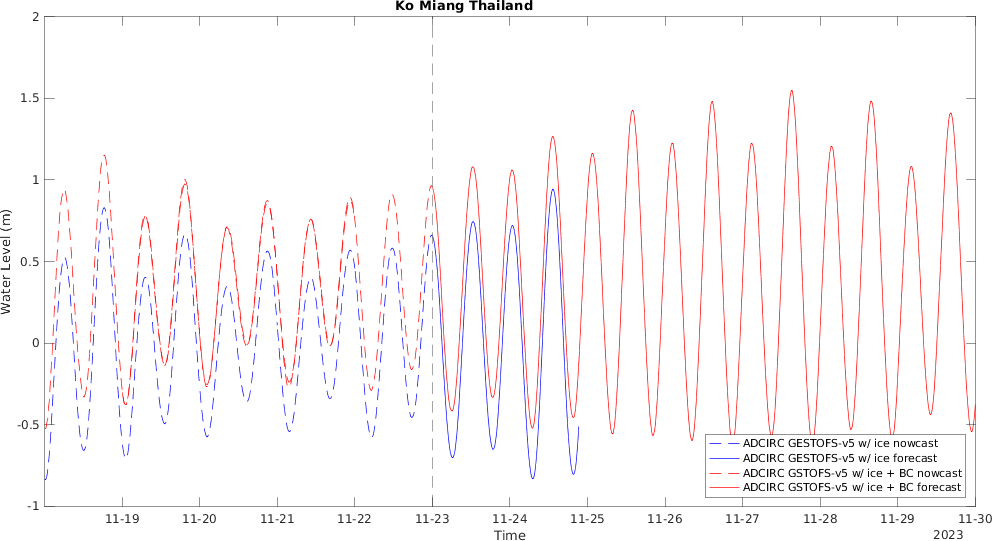 Ko Miang Thailand
2
1.5
1
0.5
0
-0.5
-1
Water Level (m)
11-19 11-20 11-21 11-22 11-23 11-24 11-25 11-26 11-27 11-28 11-29 11-30
2023
Time
ADCIRC GESTOFS-v5 w/ ice nowcast
ADCIRC GESTOFS-v5 w/ ice forecast
ADCIRC GSTOFS-v5 w/ ice + BC nowcast
ADCIRC GSTOFS-v5 w/ ice + BC forecast